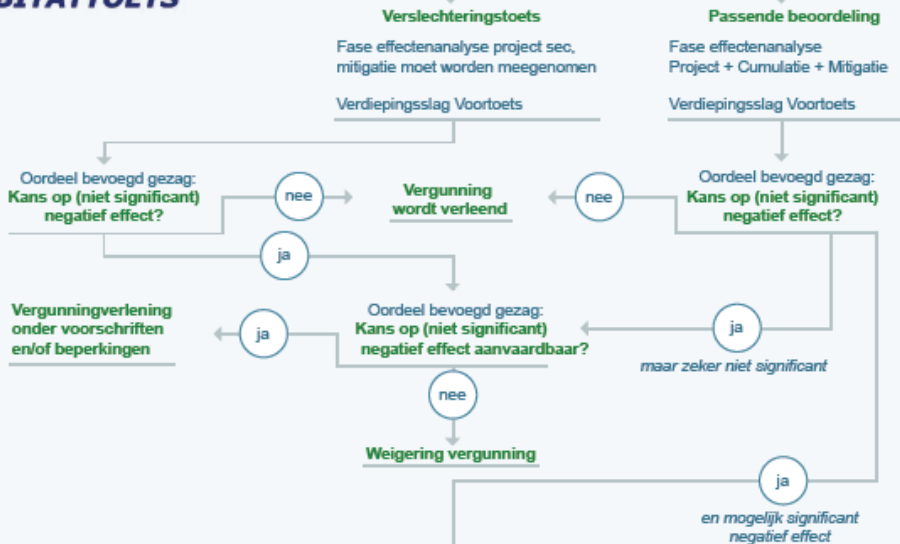 BITATTOETS
Verslechteringstoets
Fase effectenanalyse project sec,
mitigatie moet worden meegenomen
Verdiepingsslag Voortoets
Passende beoordeling
Fase effectenanalyse
Project + Cumulatie + Mitigatie
Verdiepingsslag Voortoets
Oordeel bevoegd gezag:
Kans op (niet significant)
negatief effect?
nee
Vergunning
wordt verleend
nee
Oordeel bevoegd gezag:
Kans op (niet significant)
negatief effect?
ja
Vergunningverlening
onder voorschriften
en/of beperkingen
ja
Oordeel bevoegd gezag:
Kans op (niet significant)
negatief effect aanvaardbaar?
ja
maar zeker niet significant
nee
Weigering vergunning
ja
en mogelijk significant
negatief effect